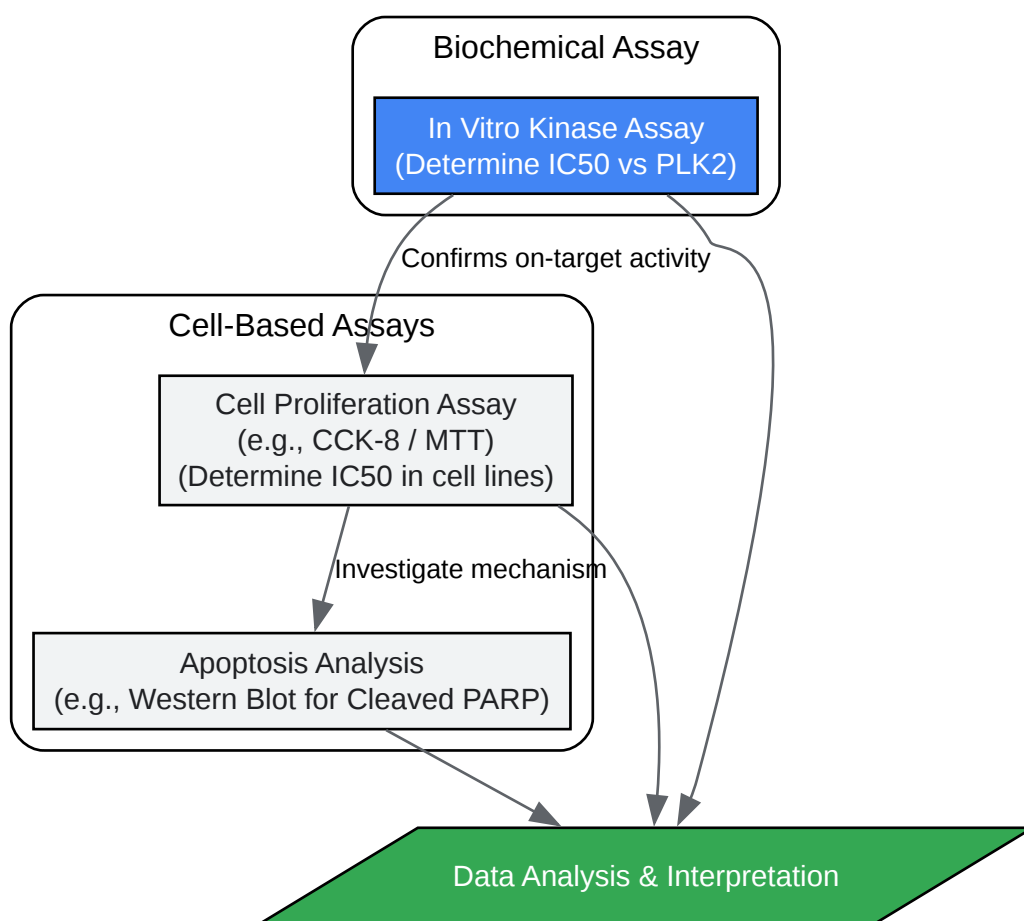 Biochemical Assay
In Vitro Kinase Assay
(Determine IC50 vs PLK2)
Confirms on-target activity
Cell-Based Assays
Cell Proliferation Assay
(e.g., CCK-8 / MTT)
(Determine IC50 in cell lines)
Investigate mechanism
Apoptosis Analysis
(e.g., Western Blot for Cleaved PARP)
Data Analysis & Interpretation